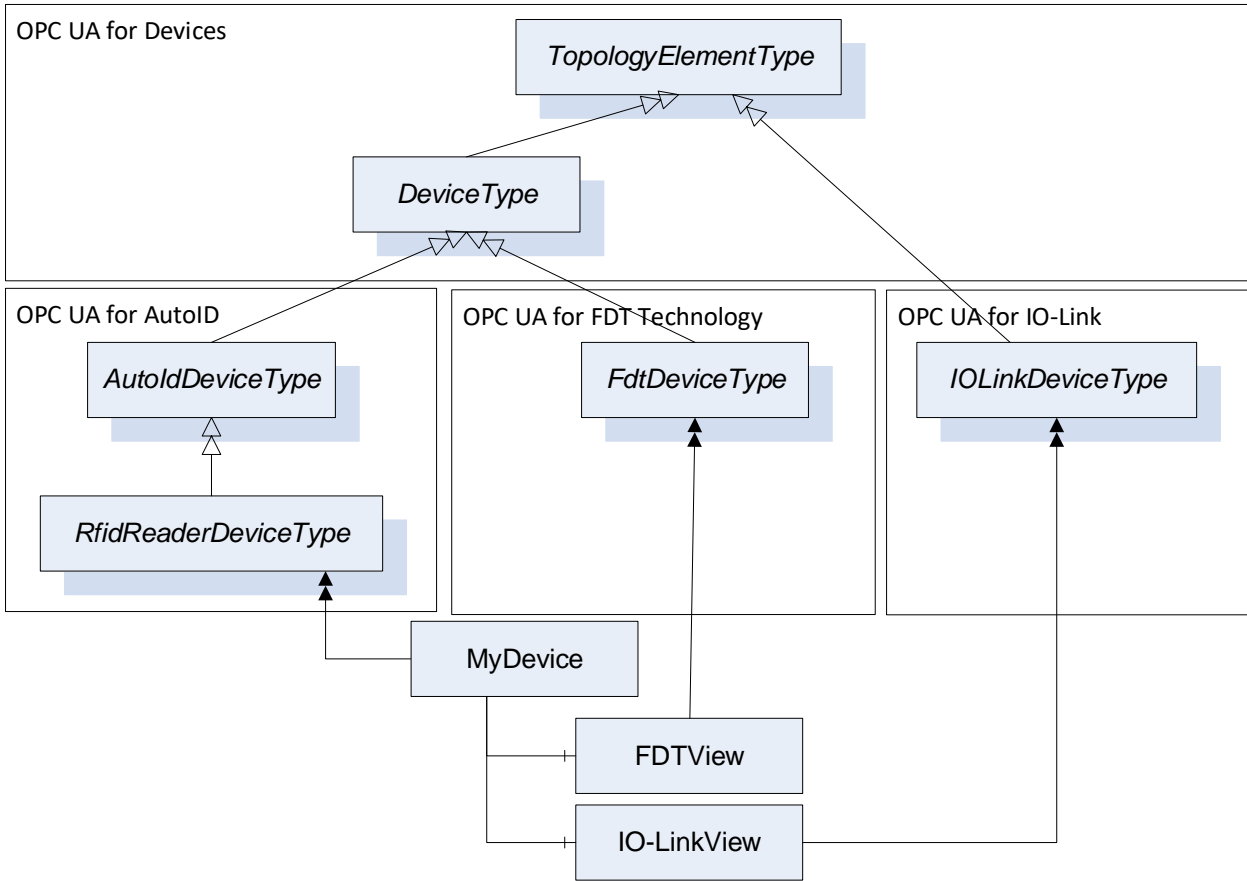 OPC UA for Devices
TopologyElementType
DeviceType
OPC UA for AutoID
OPC UA for FDT Technology
OPC UA for IO-Link
AutoIdDeviceType
FdtDeviceType
IOLinkDeviceType
RfidReaderDeviceType
MyDevice
FDTView
IO-LinkView